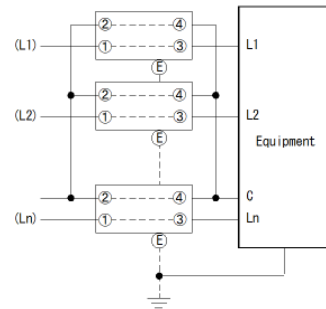 ② ④
(L1) ① ③ L1
E
② ④
(L2) ① ③ L2
E
Equipment
② ④ C
(Ln) ① ③ Ln
E